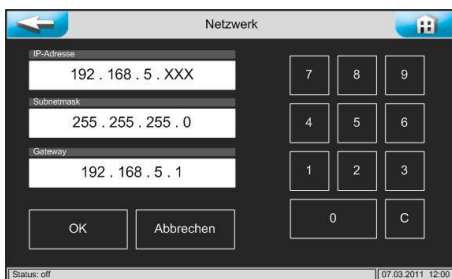 Netzwerk
IP-Adresse
192 . 168 . 5 . XXX
Subnetmask
255 . 255 . 255 . 0
Gateway
192 . 168 . 5 . 1
OK
Abbrechen
7
8
9
4
5
6
1
2
3
0
C
Status: off
07.03.2011 12:00